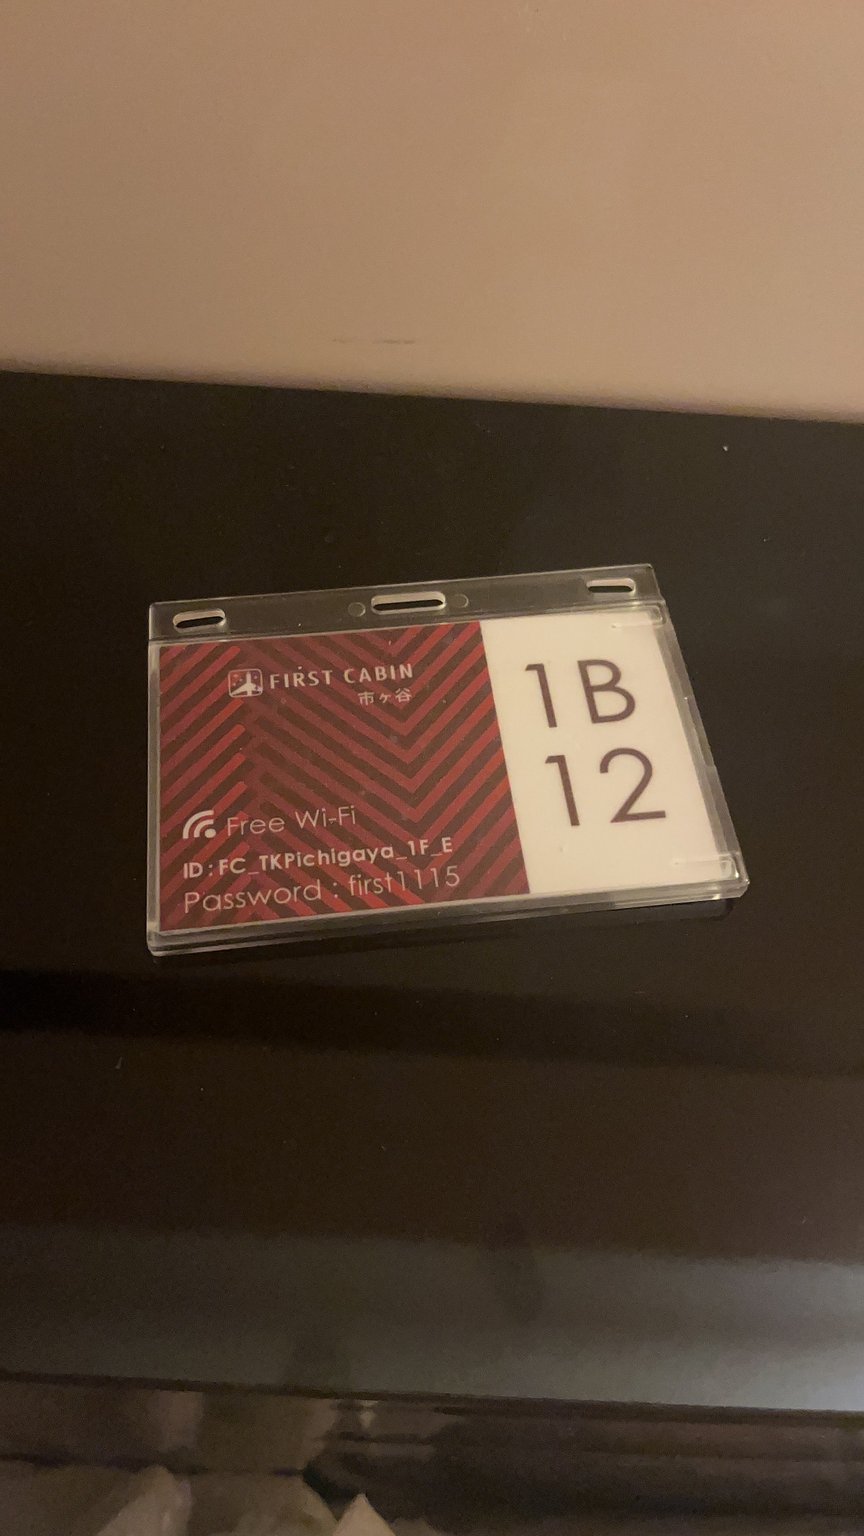 FIRST CABIN
市ヶ谷
Free Wi-Fi
ID : FC_TKPichigaya_1F_E
Password : first1115
1B
12